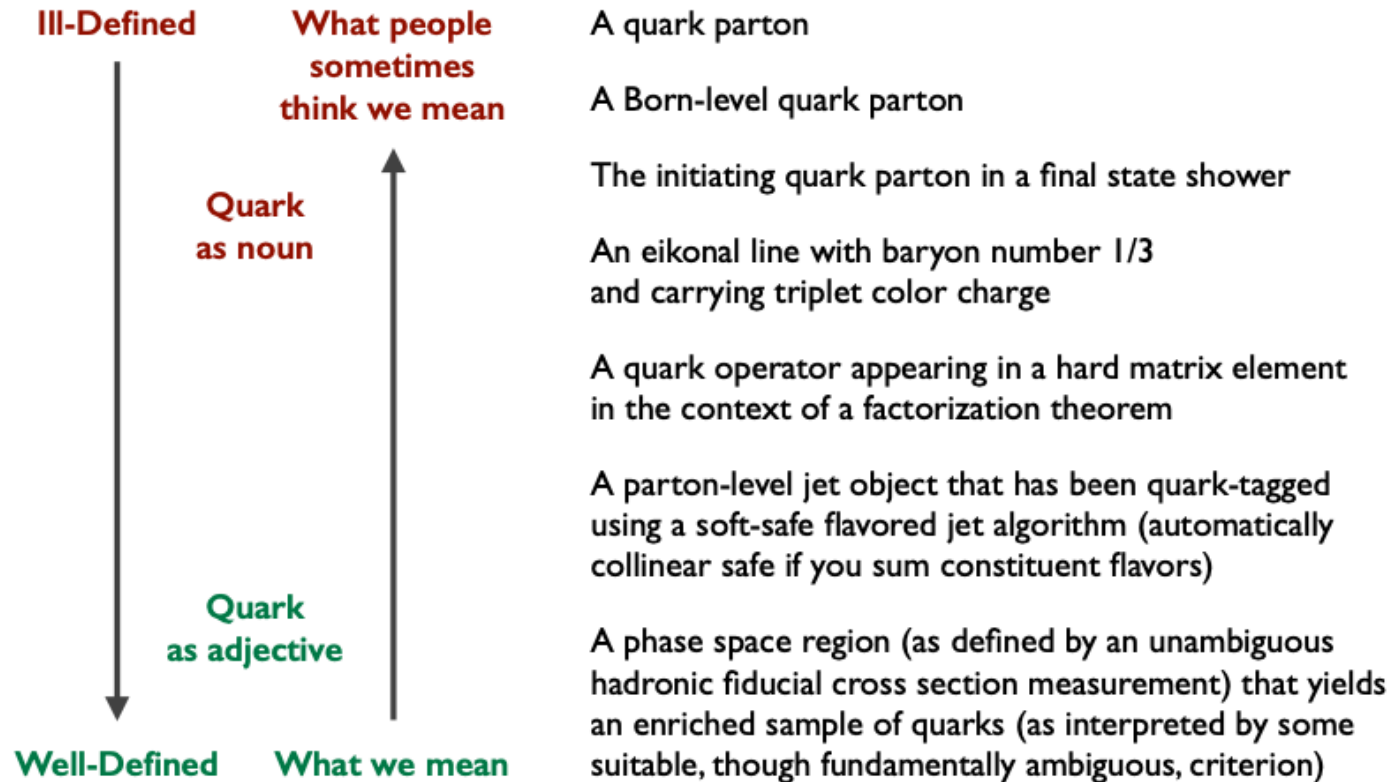 Ill-Defined
What people
sometimes
think we mean
Quark
as noun
Quark
as adjective
Well-Defined
What we mean
A quark parton
A Born-level quark parton
The initiating quark parton in a final state shower
An eikonal line with baryon number 1/3
and carrying triplet color charge
A quark operator appearing in a hard matrix element
in the context of a factorization theorem
A parton-level jet object that has been quark-tagged
using a soft-safe flavored jet algorithm (automatically
collinear safe if you sum constituent flavors)
A phase space region (as defined by an unambiguous
hadronic fiducial cross section measurement) that yields
an enriched sample of quarks (as interpreted by some
suitable, though fundamentally ambiguous, criterion)